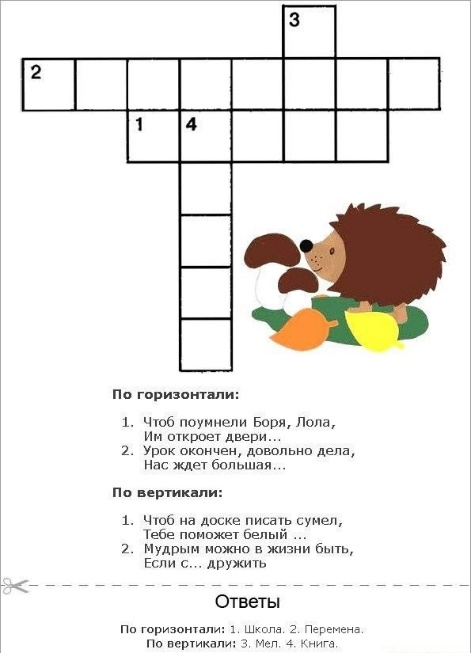 3
2
1 4
По горизонтали:
1. Чтоб поумнели Боря, Лола,
Им откроет двери...
2. Урок окончен, довольно дела,
Нас ждет большая...
По вертикали:
1. Чтоб на доске писать сумел,
Тебе поможет белый ...
2. Мудрым можно в жизни быть,
Если с... дружить
Ответы
По горизонтали: 1. Школа. 2. Перемена.
По вертикали: 3. Мел. 4. Книга.